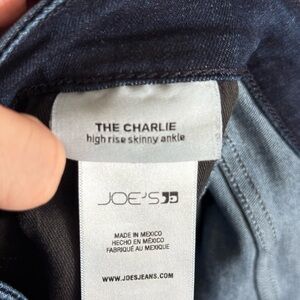 THE CHARLIE
high rise skinny ankle
JOE'S
MADE IN MEXICO
HECHO EN MÉXICO
FABRIQUÉ AU MEXIQUE
WWW.JOESJEANS.COM